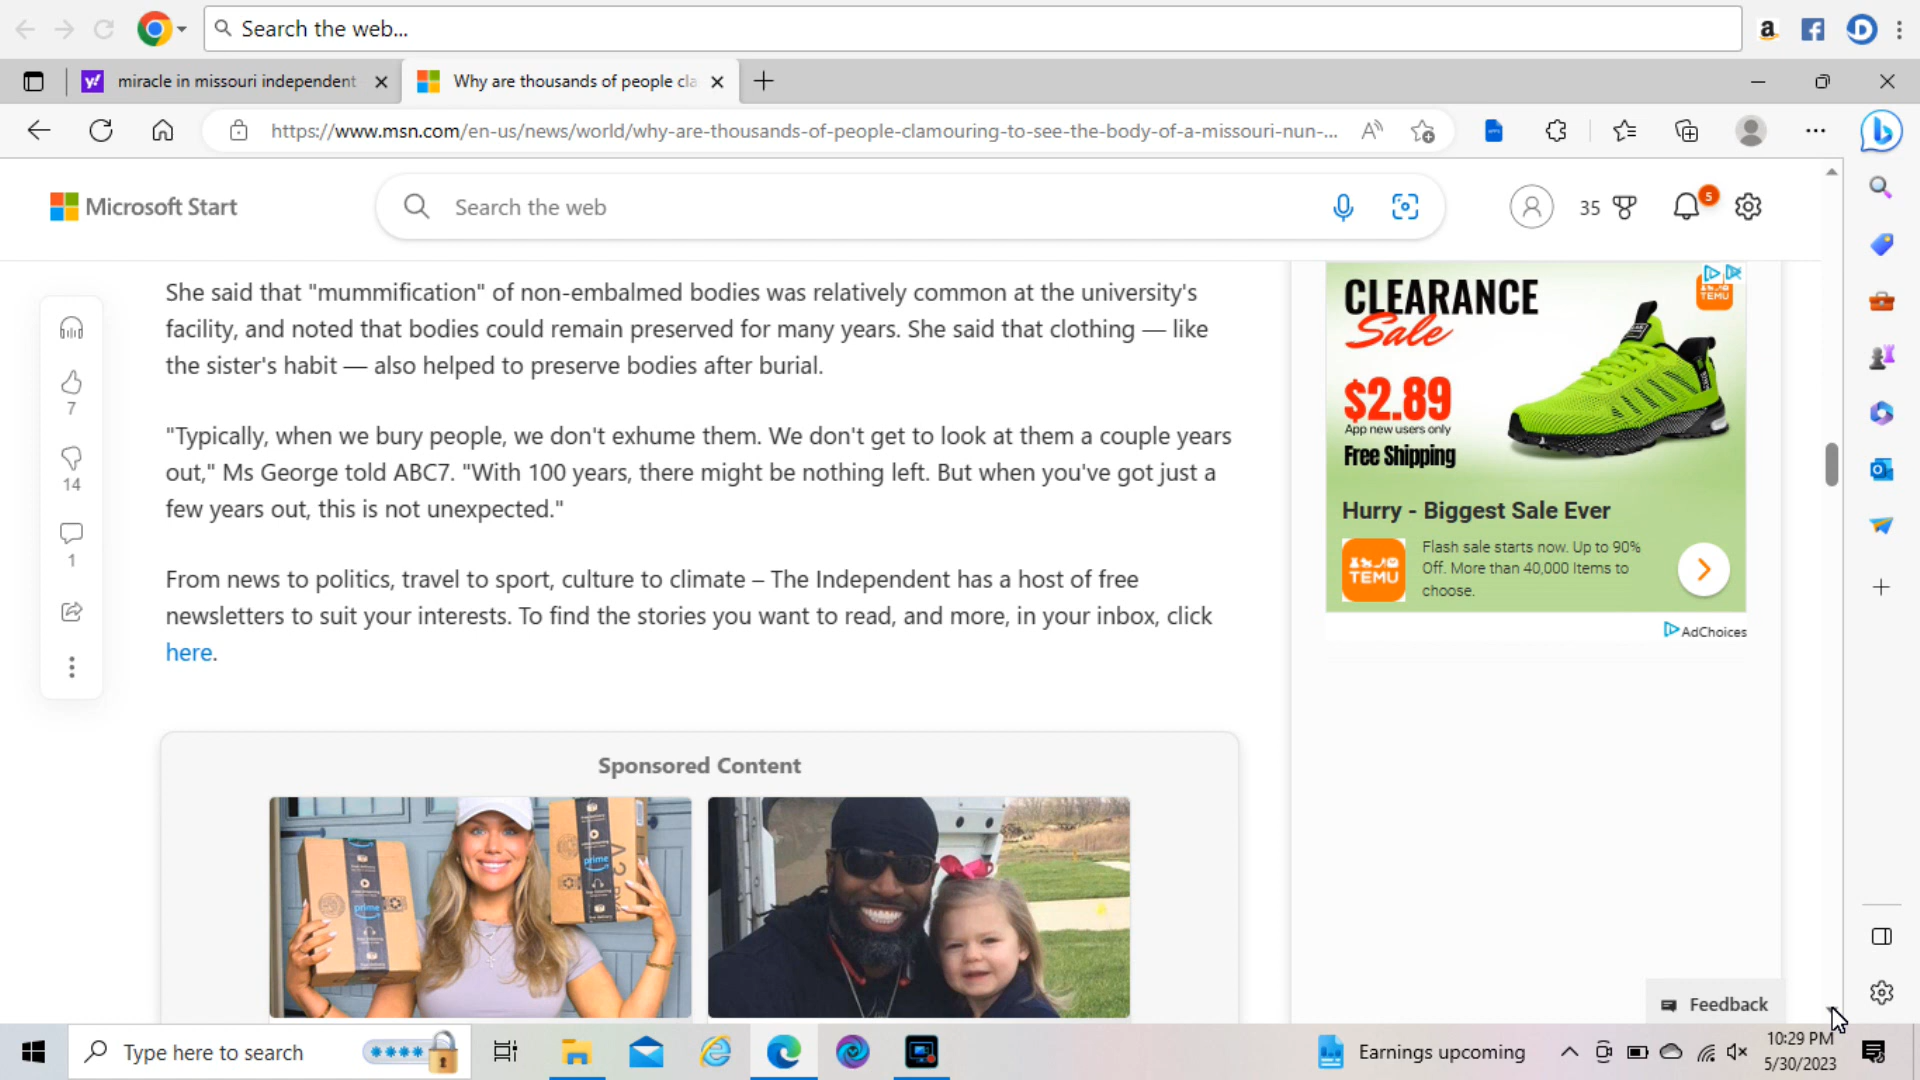 Search the web...
miracle in missouri independent
Why are thousands of people cla
https://www.msn.com/en-us/news/world/why-are-thousands-of-people-clamouring-to-see-the-body-of-a-missouri-nun-...
Microsoft Start
Search the web
35
5
She said that "mummification" of non-embalmed bodies was relatively common at the university's
facility, and noted that bodies could remain preserved for many years. She said that clothing — like
the sister's habit — also helped to preserve bodies after burial.
7
14
1
"Typically, when we bury people, we don't exhume them. We don't get to look at them a couple years
out," Ms George told ABC7. "With 100 years, there might be nothing left. But when you've got just a
few years out, this is not unexpected."
From news to politics, travel to sport, culture to climate – The Independent has a host of free
newsletters to suit your interests. To find the stories you want to read, and more, in your inbox, click
here.
CLEARANCE
Sale
TEMU
$2.89
App new users only
Free Shipping
Hurry - Biggest Sale Ever
TEMU
Flash sale starts now. Up to 90%
Off. More than 40,000 Items to
choose.
AdChoices
Sponsored Content
prime
prime
Feedback
Type here to search
Earnings upcoming
10:29 PM
5/30/2023